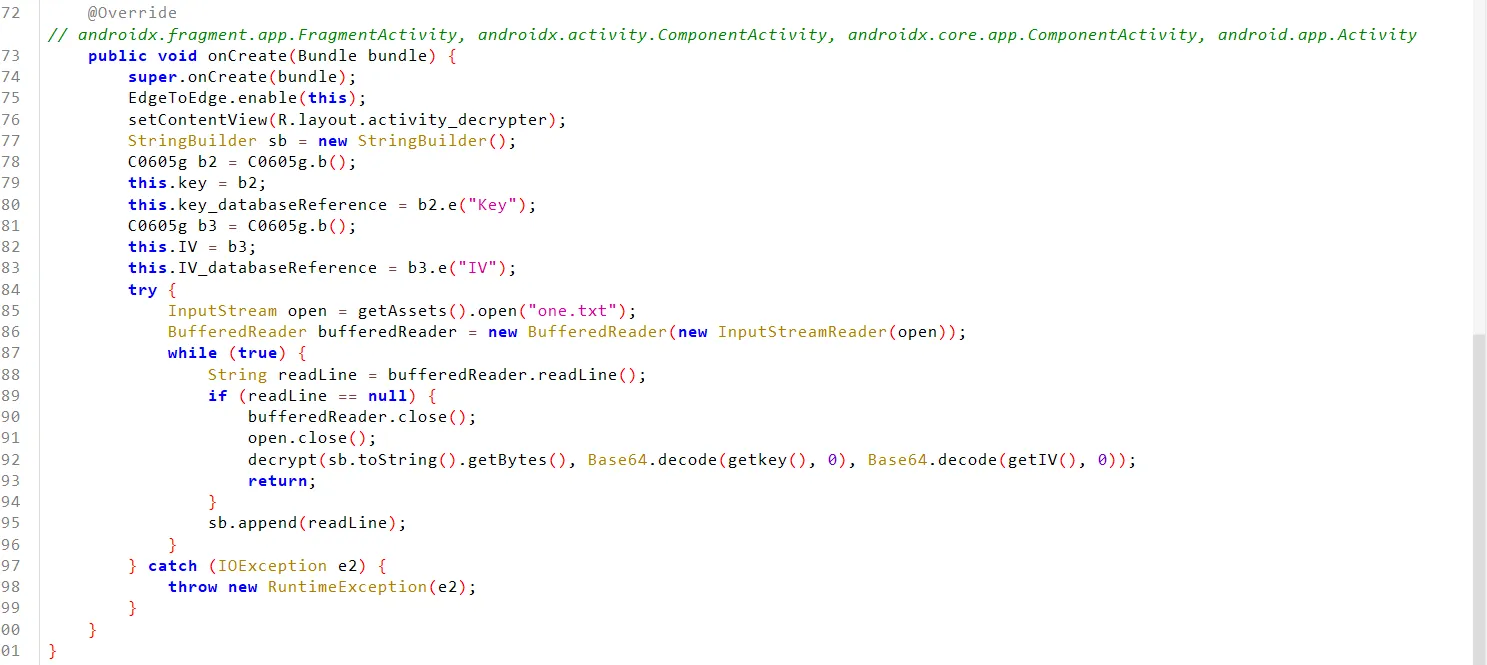 72 @Override
// androidx.fragment.app.FragmentActivity, androidx.activity.ComponentActivity, androidx.core.app.ComponentActivity, android.app.Activity
73 public void onCreate(Bundle bundle) {
74 super.onCreate(bundle);
75 EdgeToEdge.enable(this);
76 setContentView(R.layout.activity_decrypter);
77 StringBuilder sb = new StringBuilder();
78 C0605g b2 = C0605g.b();
79 this.key = b2;
80 this.key_databaseReference = b2.e("Key");
81 C0605g b3 = C0605g.b();
82 this.IV = b3;
83 this.IV_databaseReference = b3.e("IV");
84 try {
85 InputStream open = getAssets().open("one.txt");
86 BufferedReader bufferedReader = new BufferedReader(new InputStreamReader(open));
87 while (true) {
88 String readLine = bufferedReader.readLine();
89 if (readLine == null) {
90 bufferedReader.close();
91 open.close();
92 decrypt(sb.toString().getBytes(), Base64.decode(getkey(), 0), Base64.decode(getIV(), 0));
93 return;
94 }
95 sb.append(readLine);
96 }
97 } catch (IOException e2) {
98 throw new RuntimeException(e2);
99 }
00 }
01 }